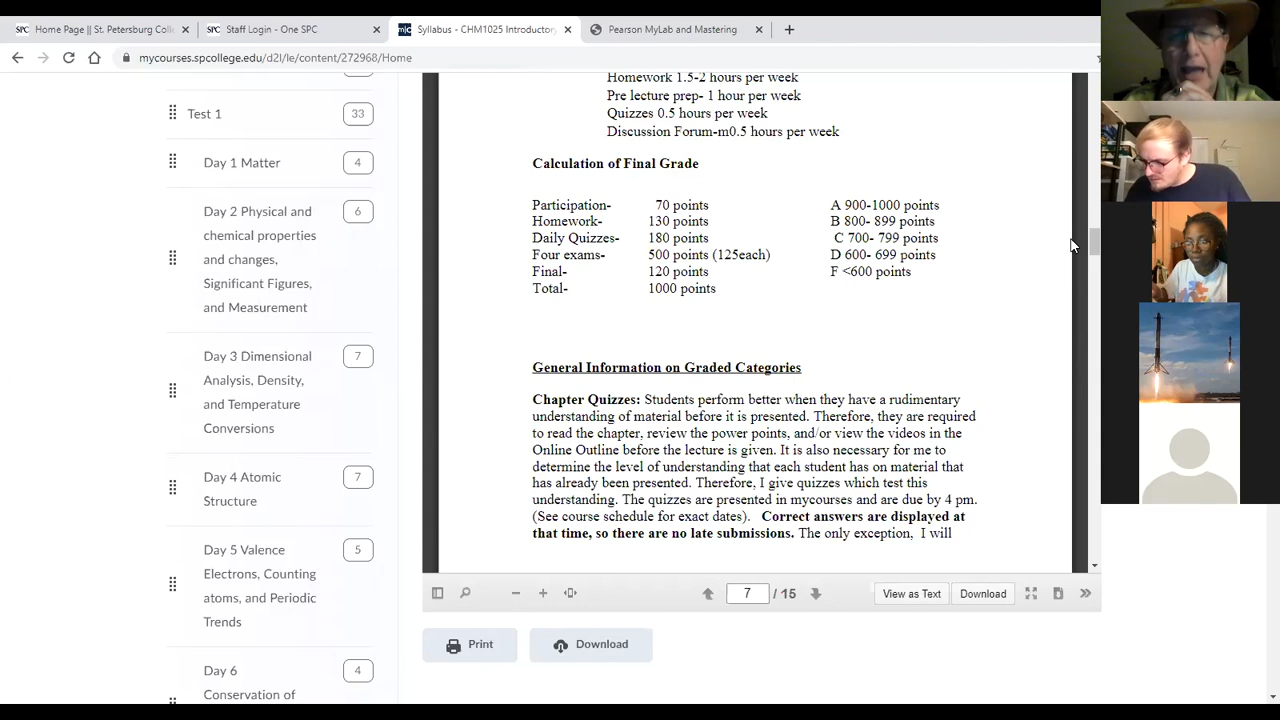 Home Page || St. Petersburg Coll
Staff Login - One SPC
Syllabus - CHM1025 Introductory
Pearson MyLab and Mastering
mycourses.spcollege.edu/d2l/le/content/272968/Home
Test 1
33
Day 1 Matter
4
Day 2 Physical and
chemical properties
and changes,
Significant Figures,
and Measurement
6
Day 3 Dimensional
Analysis, Density,
and Temperature
Conversions
7
Day 4 Atomic
Structure
7
Day 5 Valence
Electrons, Counting
atoms, and Periodic
Trends
5
Day 6
Conservation of
4
Homework 1.5-2 hours per week
Pre lecture prep- 1 hour per week
Quizzes 0.5 hours per week
Discussion Forum-m0.5 hours per week
Calculation of Final Grade
Participation- 70 points A 900-1000 points
Homework- 130 points B 800- 899 points
Daily Quizzes- 180 points C 700- 799 points
Four exams- 500 points (125each) D 600- 699 points
Final- 120 points F <600 points
Total- 1000 points
General Information on Graded Categories
Chapter Quizzes: Students perform better when they have a rudimentary
understanding of material before it is presented. Therefore, they are required
to read the chapter, review the power points, and/or view the videos in the
Online Outline before the lecture is given. It is also necessary for me to
determine the level of understanding that each student has on material that
has already been presented. Therefore, I give quizzes which test this
understanding. The quizzes are presented in mycourses and are due by 4 pm.
(See course schedule for exact dates). Correct answers are displayed at
that time, so there are no late submissions. The only exception, I will
7 / 15
View as Text
Download
Print
Download